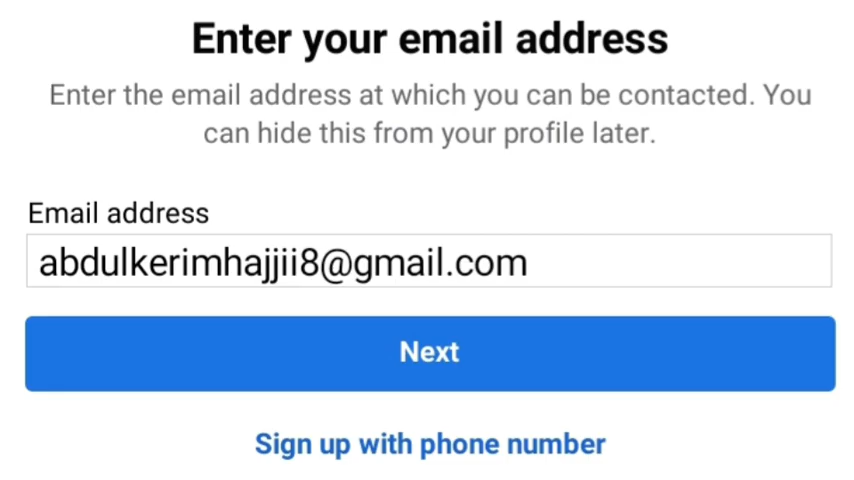 Enter your email address
Enter the email address at which you can be contacted. You
can hide this from your profile later.
Email address
abdulkerimhajjii8@gmail.com
Next
Sign up with phone number